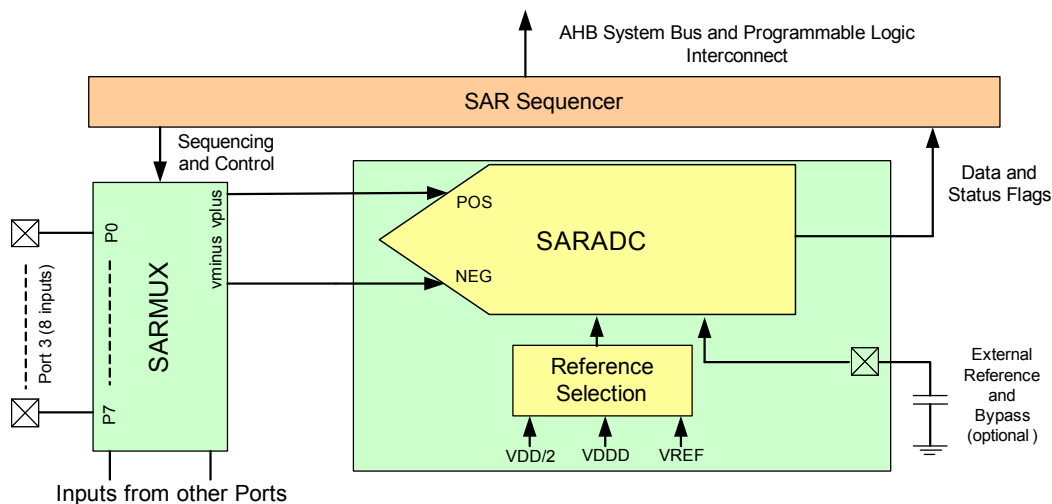 AHB System Bus and Programmable Logic
Interconnect
SAR Sequencer
Sequencing
and Control
Data and
Status Flags
vminus vplus
P0
P7
Port 3 (8 inputs)
SARMUX
POS
NEG
SARADC
Reference
Selection
VDD/2
VDDD
VREF
External
Reference
and
Bypass
(optional )
Inputs from other Ports